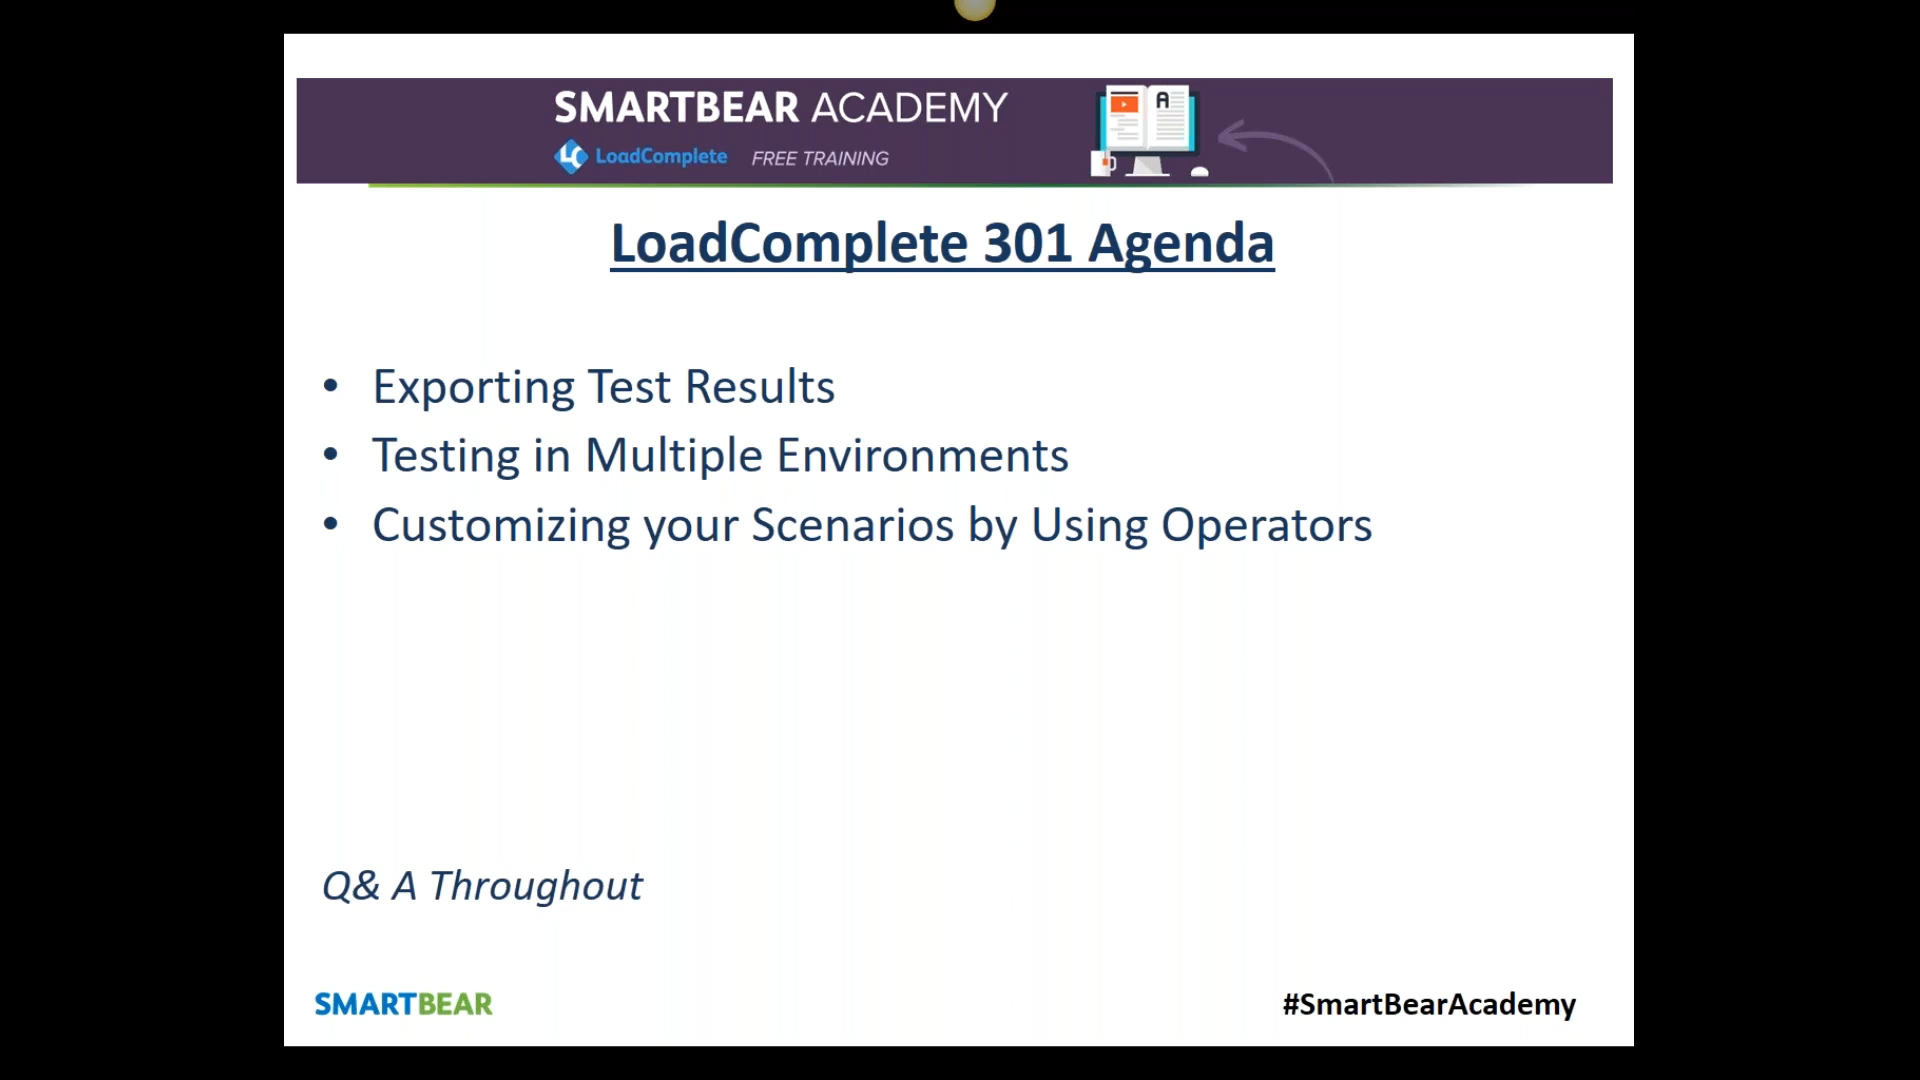 SMARTBEAR ACADEMY
LC LoadComplete FREE TRAINING
A
LoadComplete 301 Agenda
• Exporting Test Results
• Testing in Multiple Environments
• Customizing your Scenarios by Using Operators
Q& A Throughout
SMARTBEAR
#SmartBearAcademy